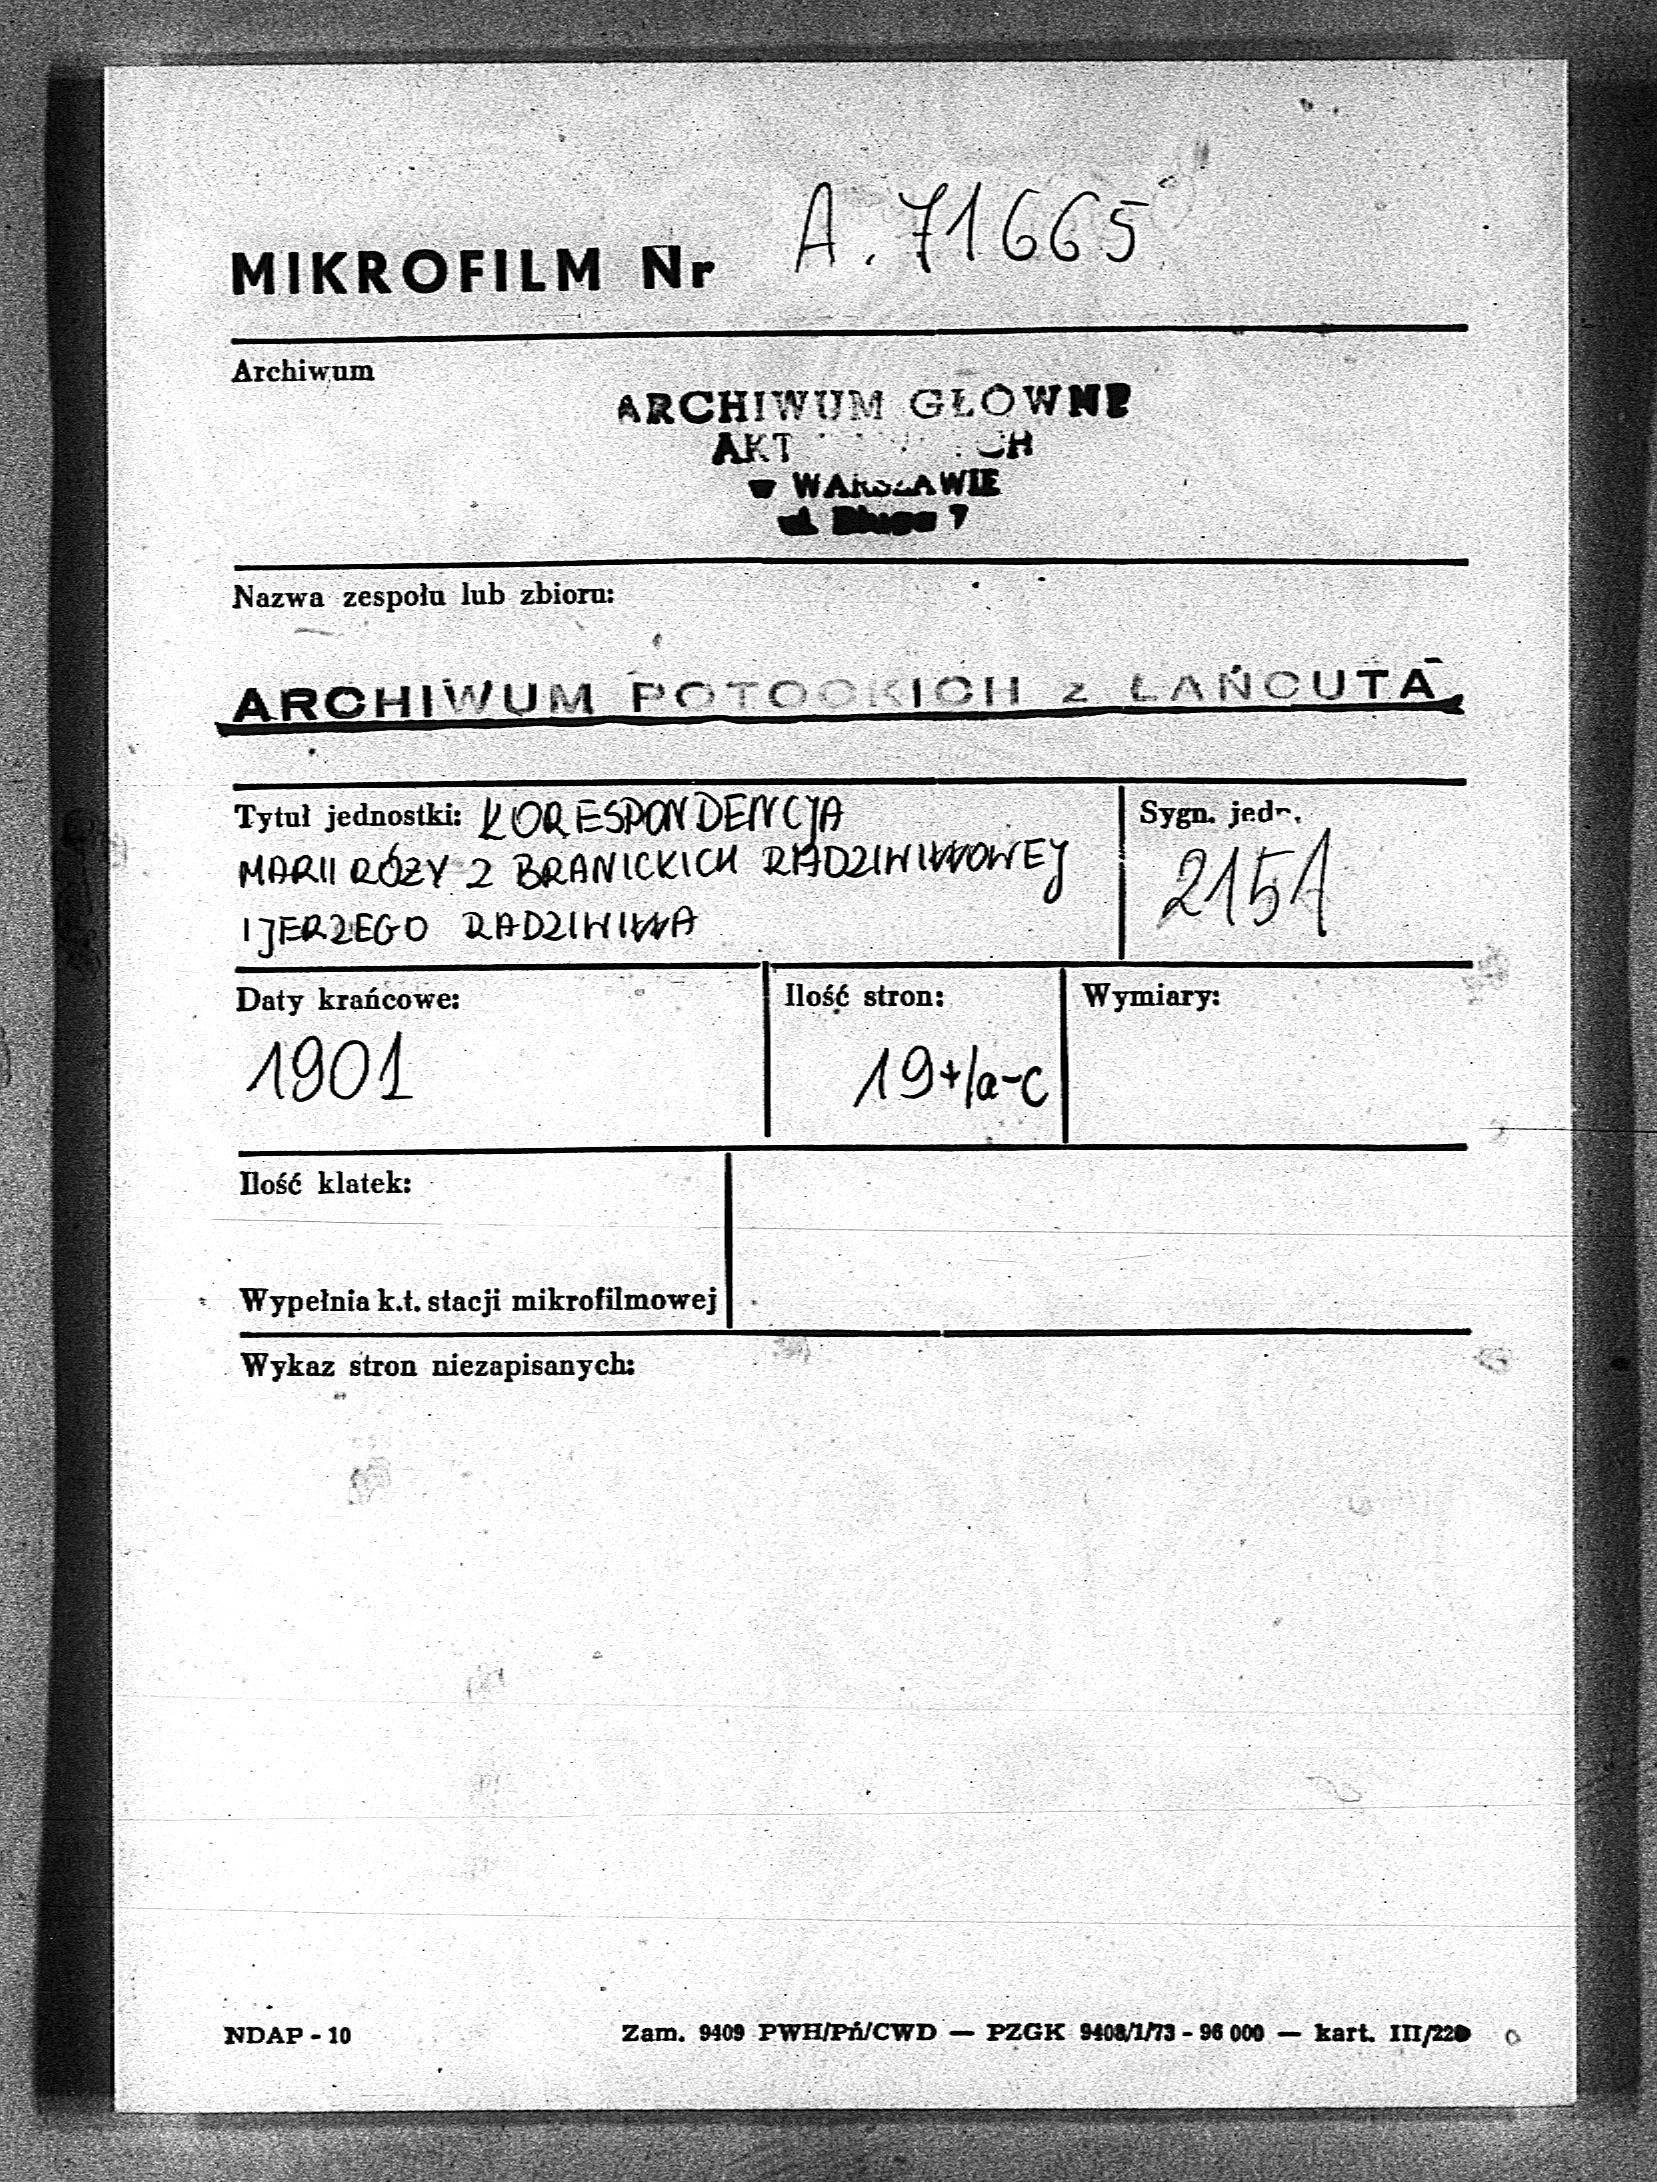 MIKROFILM Nr A. 71665
Archiwum
ARCHIWUM GŁÓWNE
AKT
w WARSZAWIE
ul. Długa 7
Nazwa zespołu lub zbioru:
ARCHIWUM POTOCKICH z ŁAŃCUTA
Tytuł jednostki: KORESPONDENCJA
MARII RÓŻY Z BRANICKICH RADZIWIŁŁOWEJ
I JERZEGO RADZIWIŁŁA
Sygn. jedn.
2151
Daty krańcowe:
1901
Ilość stron:
19+1a-c
Wymiary:
Ilość klatek:
Wypełnia k.t. stacji mikrofilmowej
Wykaz stron niezapisanych:
NDAP - 10
Zam. 9409 PWH/Pń/CWD — PZGK 9408/1/73 - 96 000 — kart. III/220